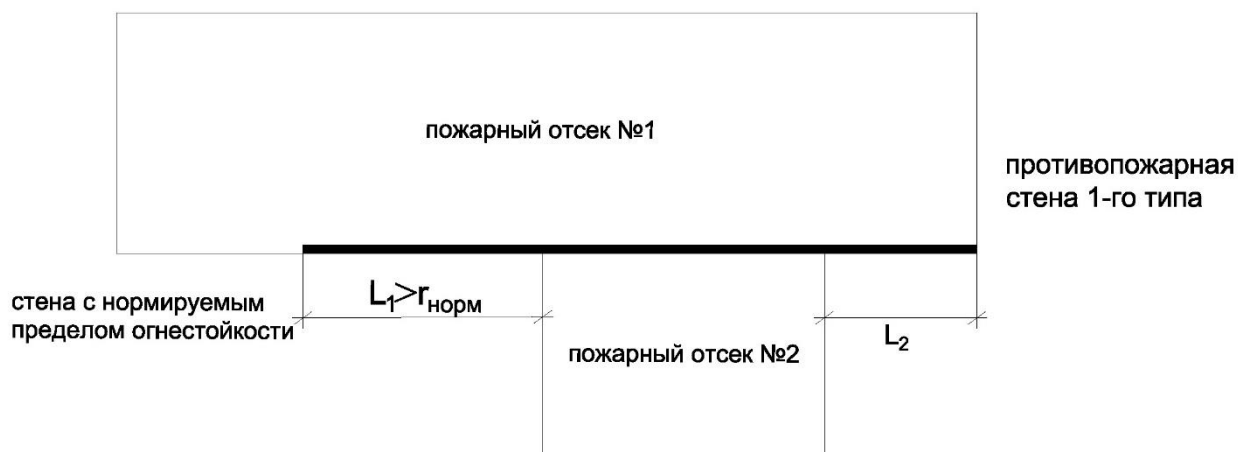 пожарный отсек №1
противопожарная
стена 1-го типа
стена с нормируемым
пределом огнестойкости
L₁>rнорм
пожарный отсек №2
L₂